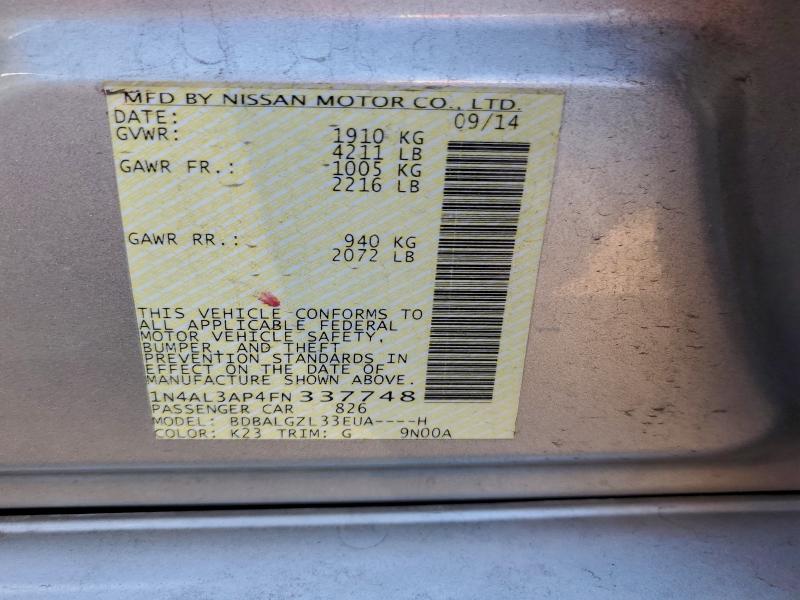 MFD BY NISSAN MOTOR CO., LTD.
DATE: 09/14
GVWR: 1910 KG
4211 LB
GAWR FR.: 1005 KG
2216 LB
GAWR RR.: 940 KG
2072 LB
THIS VEHICLE CONFORMS TO
ALL APPLICABLE FEDERAL
MOTOR VEHICLE SAFETY,
BUMPER, AND THEFT
PREVENTION STANDARDS IN
EFFECT ON THE DATE OF
MANUFACTURE SHOWN ABOVE.
1N4AL3AP4FN337748
PASSENGER CAR 826
MODEL: BDBALGZL33EUA----H
COLOR: K23 TRIM: G 9N00A